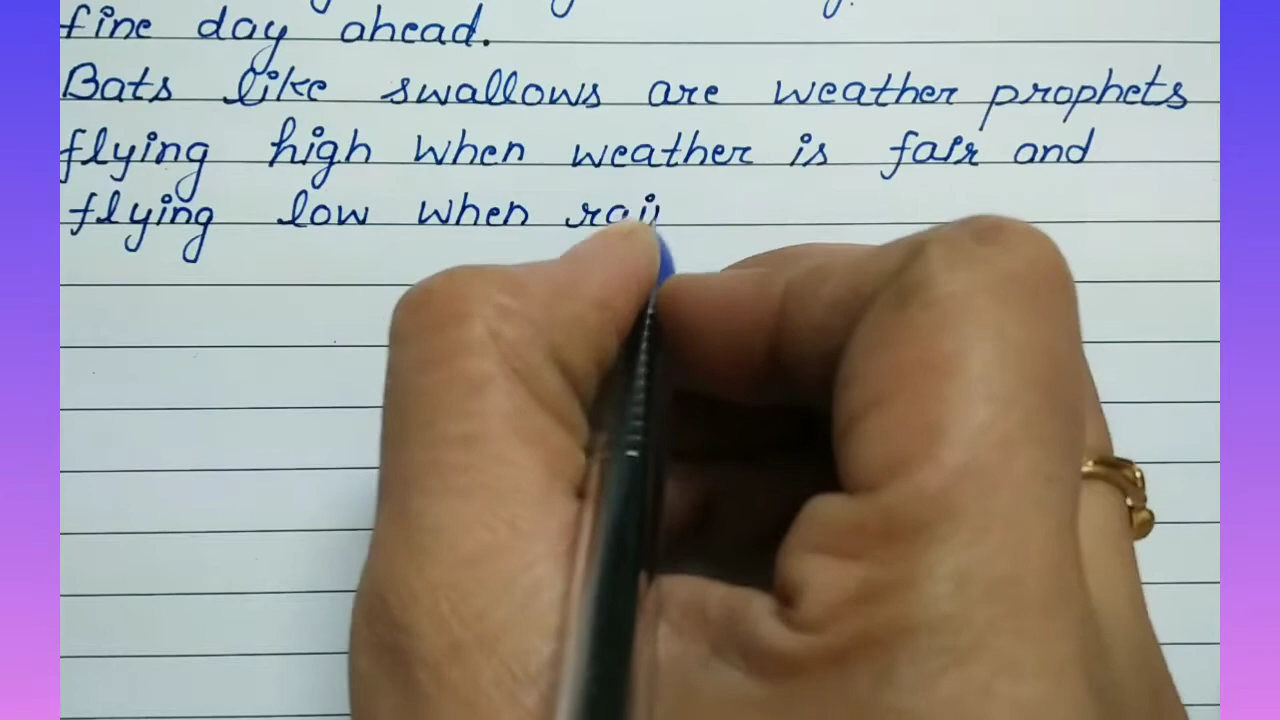 fine day ahead.
Bats like swallows are weather prophets
flying high when weather is fair and
flying low when rai